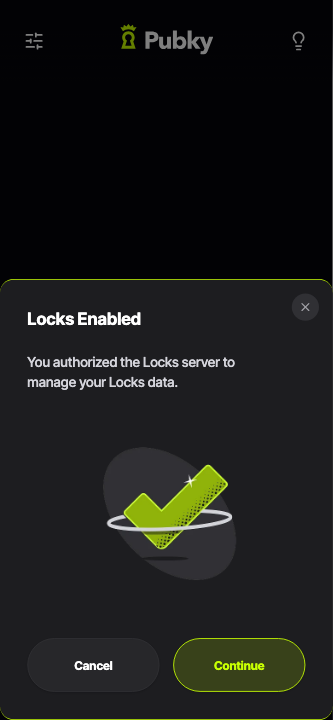 Pubky
Locks Enabled
You authorized the Locks server to
manage your Locks data.
Cancel
Continue